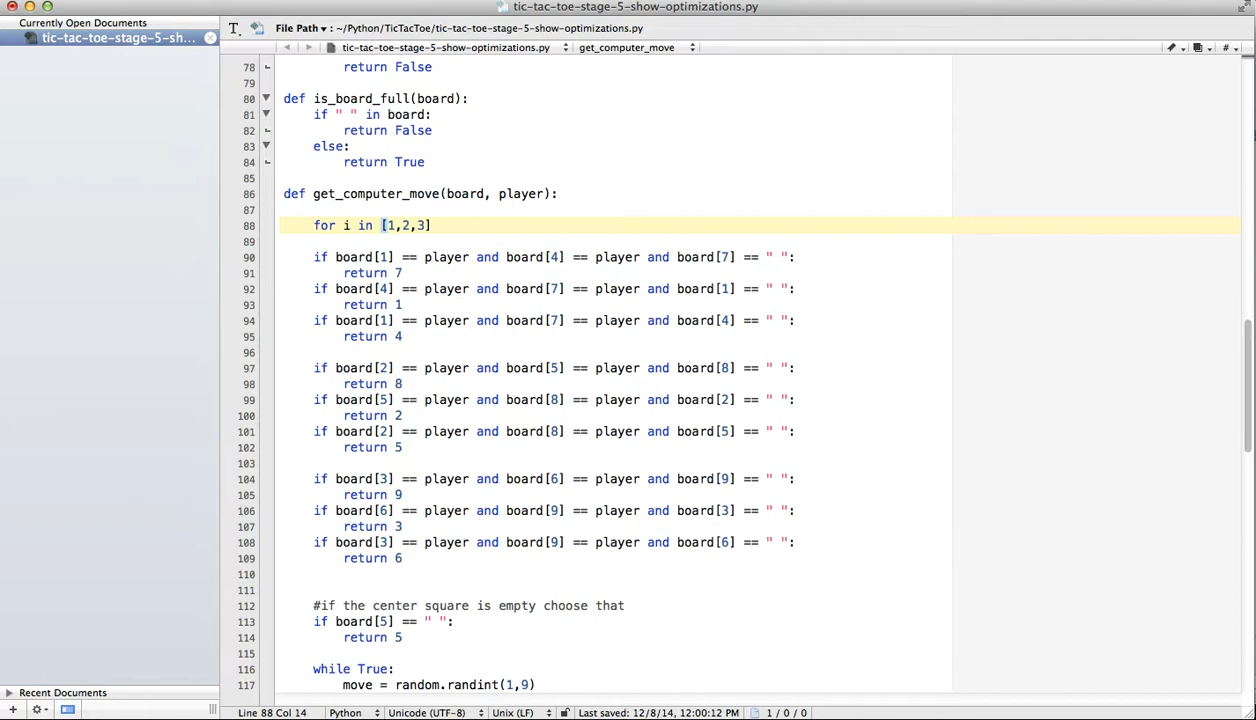 tic-tac-toe-stage-5-show-optimizations.py
Currently Open Documents
tic-tac-toe-stage-5-sh...
T File Path : ~/Python/TicTacToe/tic-tac-toe-stage-5-show-optimizations.py
tic-tac-toe-stage-5-show-optimizations.py get_computer_move #
78 return False
79
80 def is_board_full(board):
81 if " " in board:
82 return False
83 else:
84 return True
85
86 def get_computer_move(board, player):
87
88 for i in [1,2,3]
89
90 if board[1] == player and board[4] == player and board[7] == " ":
91 return 7
92 if board[4] == player and board[7] == player and board[1] == " ":
93 return 1
94 if board[1] == player and board[7] == player and board[4] == " ":
95 return 4
96
97 if board[2] == player and board[5] == player and board[8] == " ":
98 return 8
99 if board[5] == player and board[8] == player and board[2] == " ":
100 return 2
101 if board[2] == player and board[8] == player and board[5] == " ":
102 return 5
103
104 if board[3] == player and board[6] == player and board[9] == " ":
105 return 9
106 if board[6] == player and board[9] == player and board[3] == " ":
107 return 3
108 if board[3] == player and board[9] == player and board[6] == " ":
109 return 6
110
111
112 #if the center square is empty choose that
113 if board[5] == " ":
114 return 5
115
116 while True:
117 move = random.randint(1,9)
Recent Documents
Line 88 Col 14 Python Unicode (UTF-8) Unix (LF) Last saved: 12/8/14, 12:00:12 PM 1 / 0 / 0